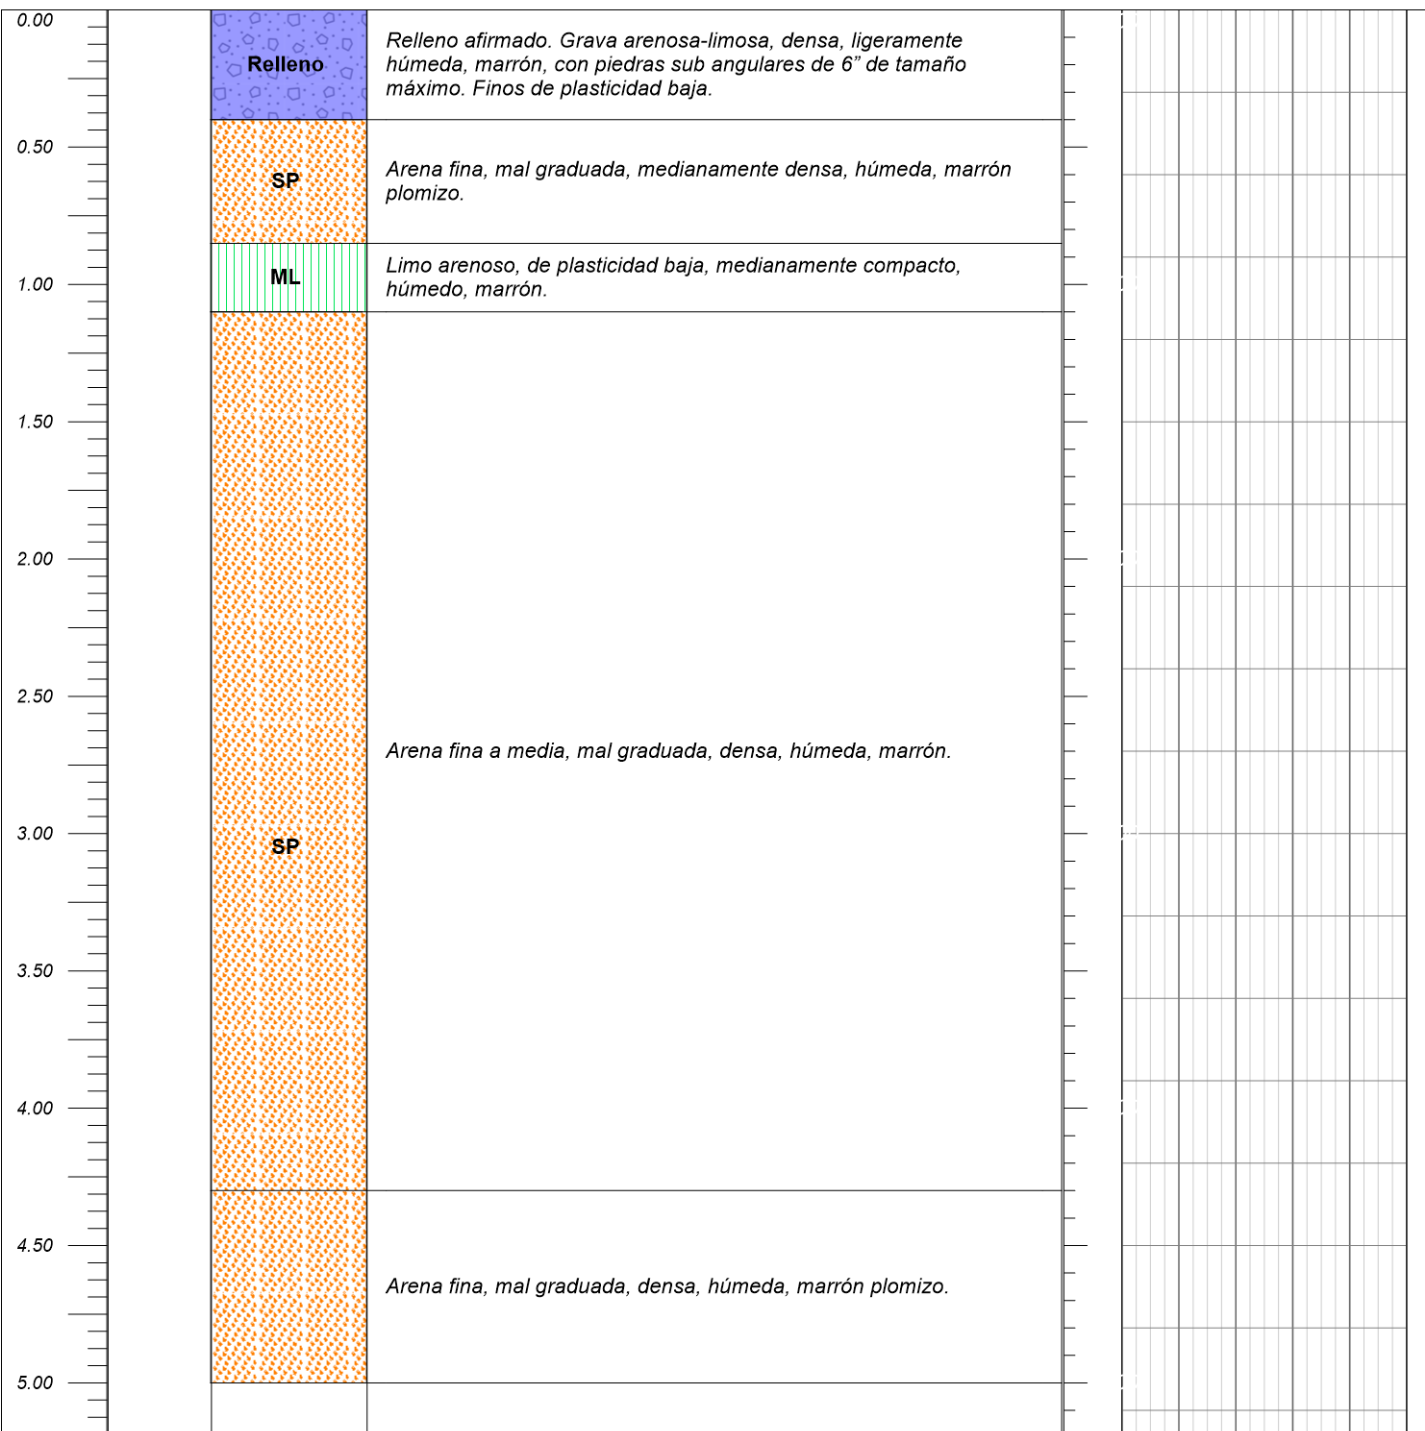 0.00
Relleno
Relleno afirmado. Grava arenosa-limosa, densa, ligeramente
húmeda, marrón, con piedras sub angulares de 6” de tamaño
máximo. Finos de plasticidad baja.
0.50
SP
Arena fina, mal graduada, medianamente densa, húmeda, marrón
plomizo.
ML
Limo arenoso, de plasticidad baja, medianamente compacto,
húmedo, marrón.
1.00
1.50
2.00
2.50
Arena fina a media, mal graduada, densa, húmeda, marrón.
3.00
SP
3.50
4.00
4.50
Arena fina, mal graduada, densa, húmeda, marrón plomizo.
5.00